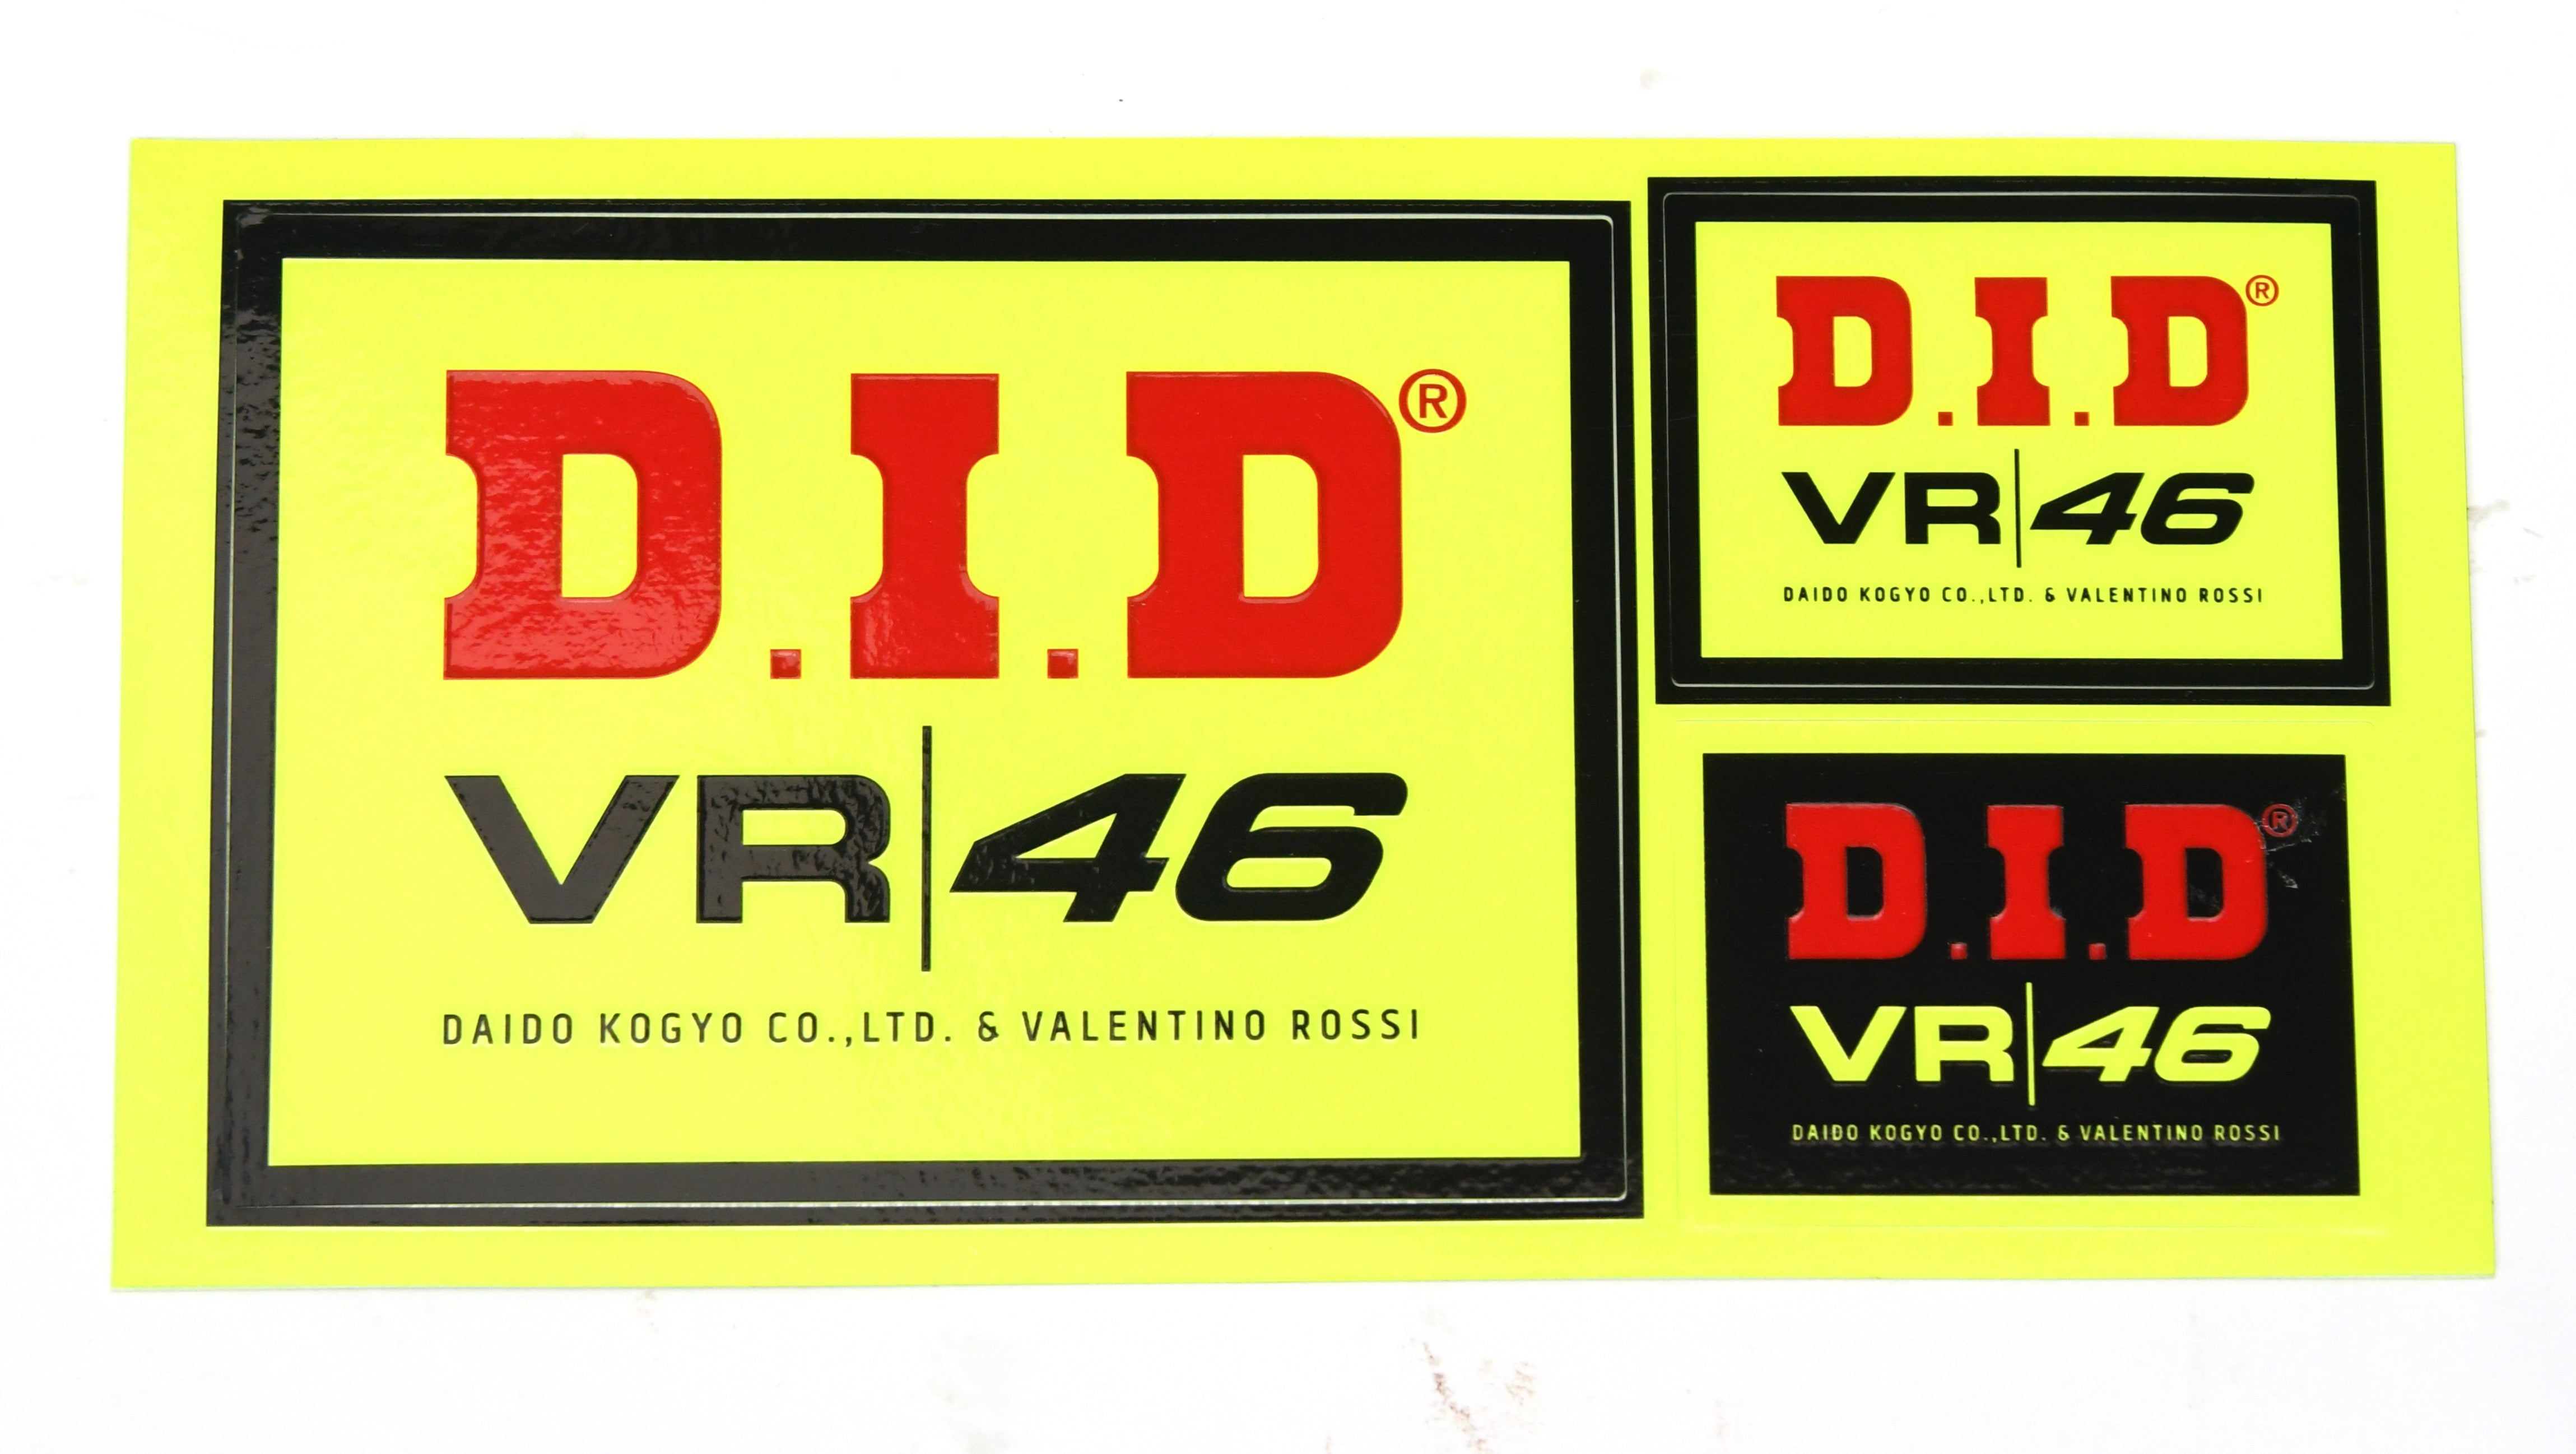 D.I.D®
VR|46
DAIDO KOGYO CO.,LTD. & VALENTINO ROSSI
D.I.D®
VR|46
DAIDO KOGYO CO.,LTD. & VALENTINO ROSSI
D.I.D®
VR|46
DAIDO KOGYO CO.,LTD. & VALENTINO ROSSI